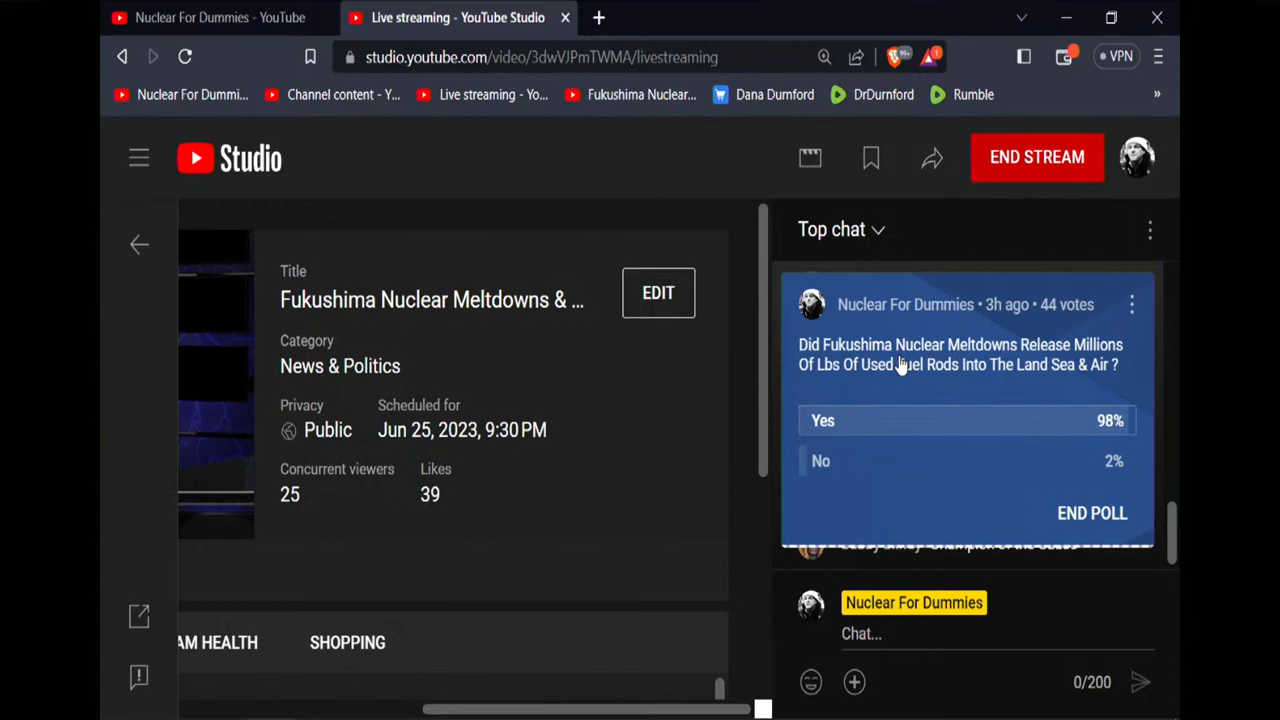 Nuclear For Dummies - YouTube
Live streaming - YouTube Studio
studio.youtube.com/video/3dwVJPmTWMA/livestreaming
99+
1
VPN
Nuclear For Dummi...
Channel content - Y...
Live streaming - Yo...
Fukushima Nuclear...
Dana Durnford
DrDurnford
Rumble
»
Studio
END STREAM
Title
Fukushima Nuclear Meltdowns & ...
EDIT
Category
News & Politics
Privacy
Scheduled for
Public
Jun 25, 2023, 9:30 PM
Concurrent viewers
Likes
25
39
AM HEALTH
SHOPPING
Top chat
Nuclear For Dummies • 3h ago • 44 votes
Did Fukushima Nuclear Meltdowns Release Millions
Of Lbs Of Used Fuel Rods Into The Land Sea & Air ?
Yes 98%
No 2%
END POLL
Nuclear For Dummies
Chat...
0/200